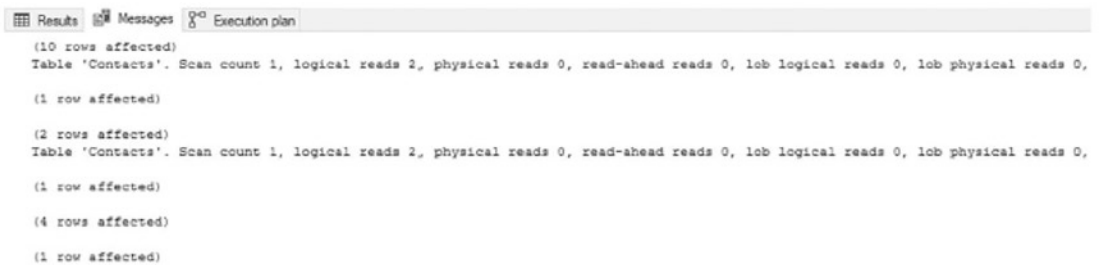 Results Messages Execution plan
(10 rows affected)
Table 'Contacts'. Scan count 1, logical reads 2, physical reads 0, read-ahead reads 0, lob logical reads 0, lob physical reads 0,
(1 row affected)
(2 rows affected)
Table 'Contacts'. Scan count 1, logical reads 2, physical reads 0, read-ahead reads 0, lob logical reads 0, lob physical reads 0,
(1 row affected)
(4 rows affected)
(1 row affected)